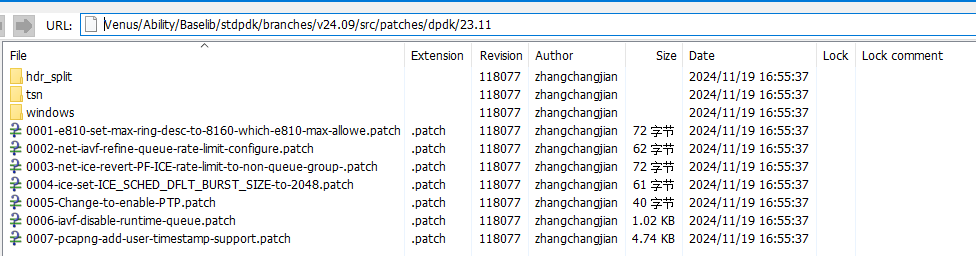 URL: Venus/Ability/Baselib/stdpdk/branches/v24.09/src/patches/dpdk/23.11
File Extension Revision Author Size Date Lock Lock comment
hdr_split 118077 zhangchangjian 2024/11/19 16:55:37
tsn 118077 zhangchangjian 2024/11/19 16:55:37
windows 118077 zhangchangjian 2024/11/19 16:55:37
0001-e810-set-max-ring-desc-to-8160-which-e810-max-allowe.patch .patch 118077 zhangchangjian 72 字节 2024/11/19 16:55:37
0002-net-iavf-refine-queue-rate-limit-configure.patch .patch 118077 zhangchangjian 62 字节 2024/11/19 16:55:37
0003-net-ice-revert-PF-ICE-rate-limit-to-non-queue-group-.patch .patch 118077 zhangchangjian 72 字节 2024/11/19 16:55:37
0004-ice-set-ICE_SCHED_DFLT_BURST_SIZE-to-2048.patch .patch 118077 zhangchangjian 61 字节 2024/11/19 16:55:37
0005-Change-to-enable-PTP.patch .patch 118077 zhangchangjian 40 字节 2024/11/19 16:55:37
0006-iavf-disable-runtime-queue.patch .patch 118077 zhangchangjian 1.02 KB 2024/11/19 16:55:37
0007-pcapng-add-user-timestamp-support.patch .patch 118077 zhangchangjian 4.74 KB 2024/11/19 16:55:37